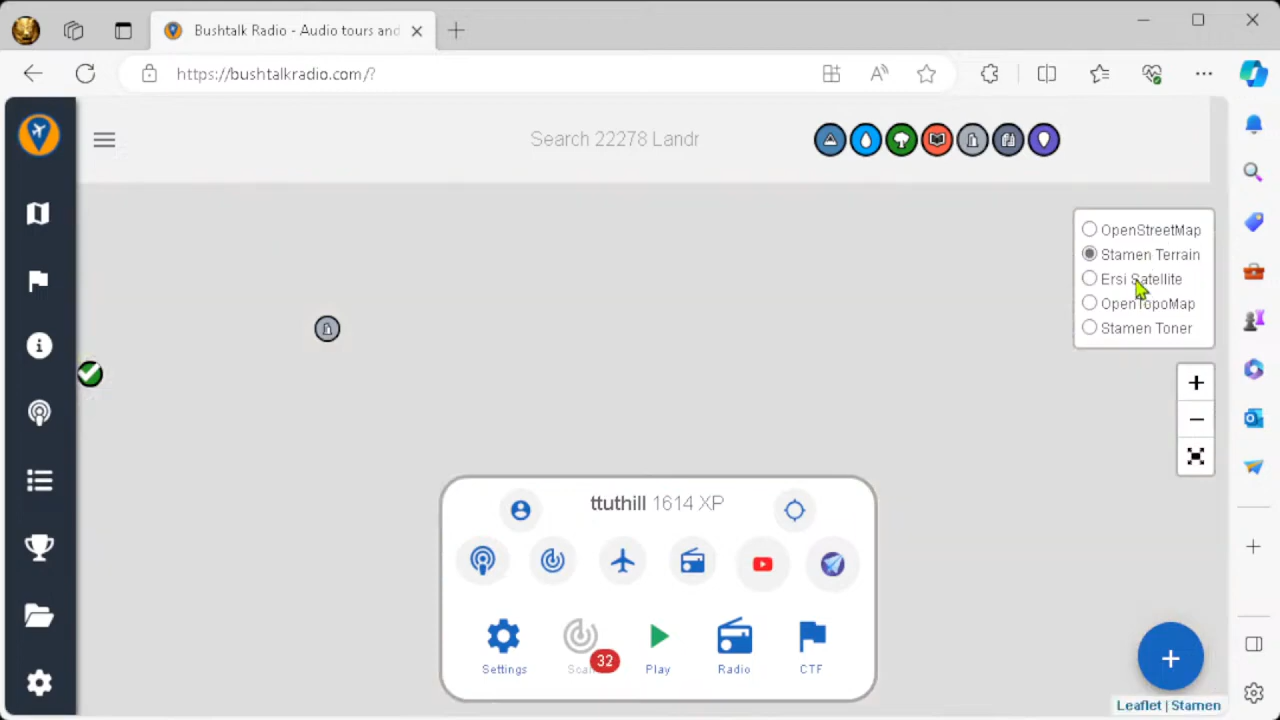 Bushtalk Radio - Audio tours and
https://bushtalkradio.com/?
Search 22278 Landr
OpenStreetMap
Stamen Terrain
Ersi Satellite
OpenTopoMap
Stamen Toner
ttuthill 1614 XP
Settings
32
Play
Radio
CTF
Leaflet | Stamen